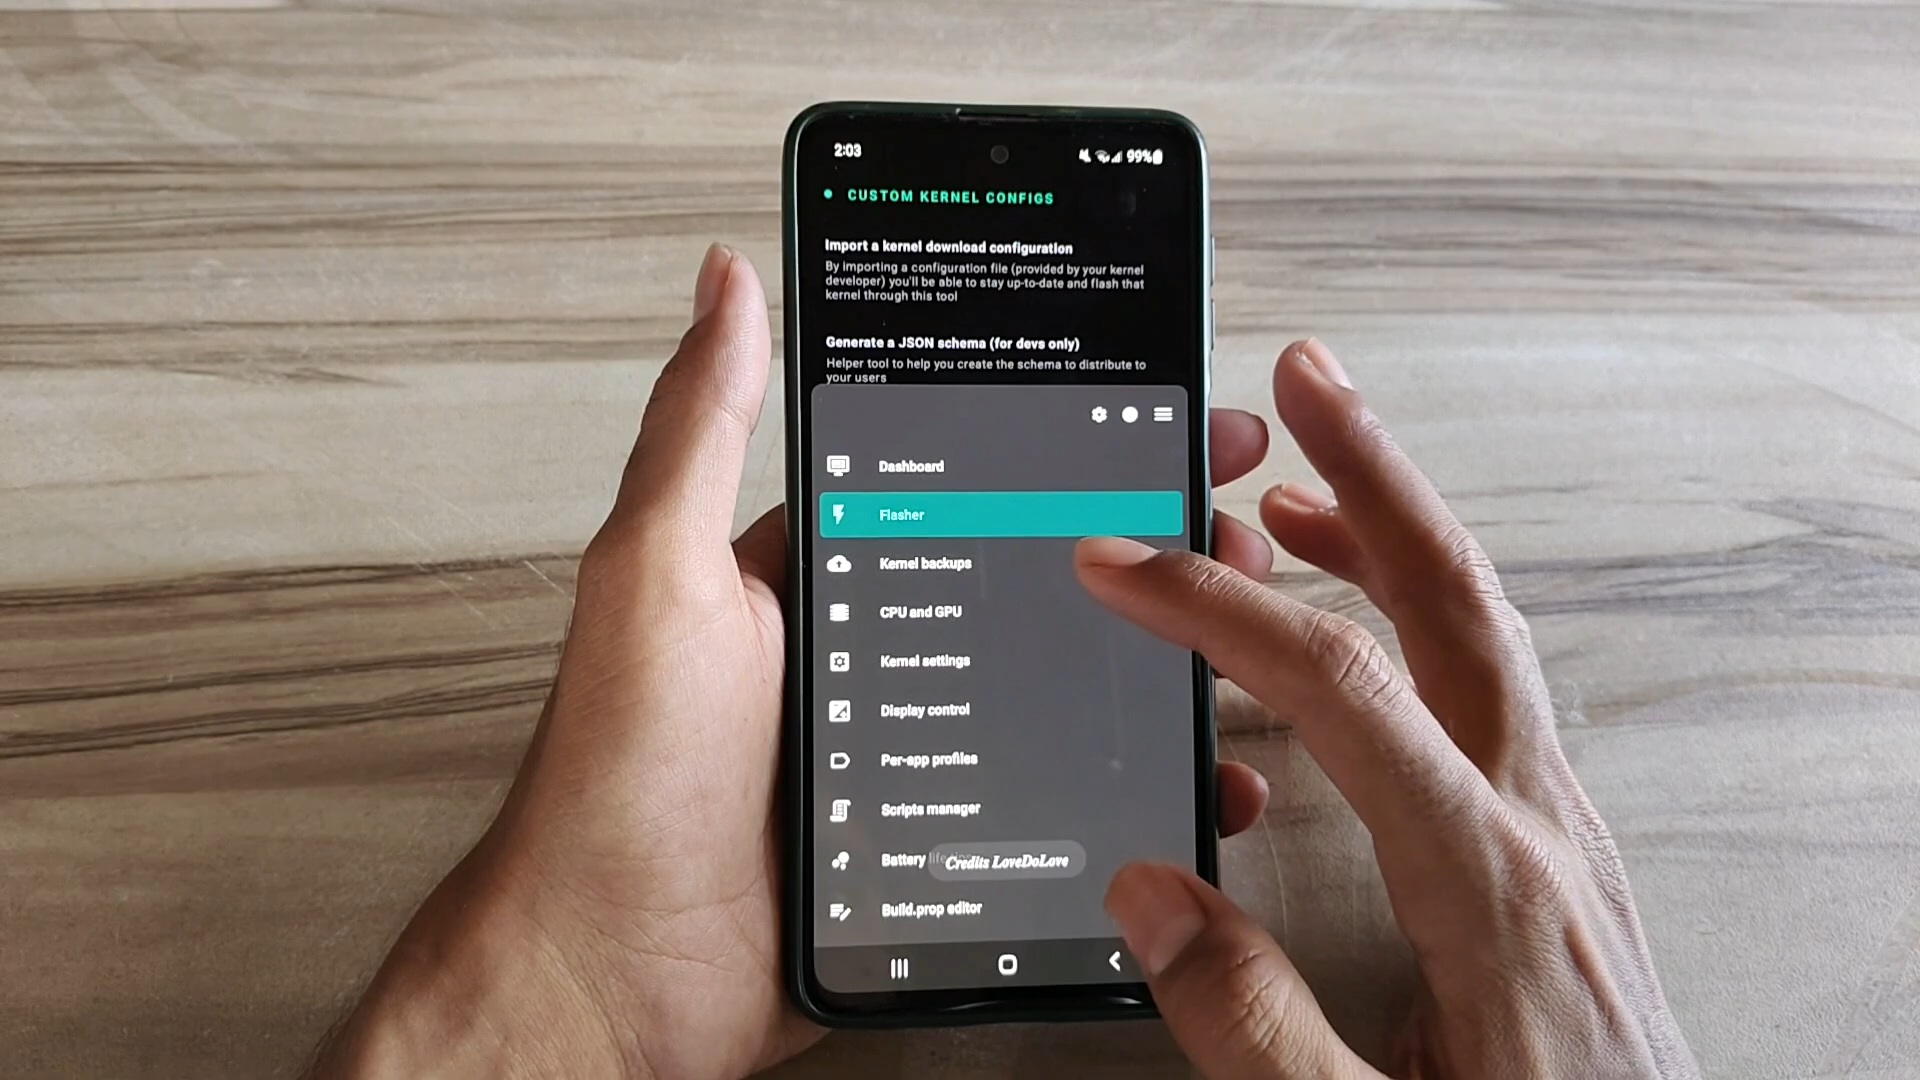 2:03
99%
CUSTOM KERNEL CONFIGS
Import a kernel download configuration
By importing a configuration file (provided by your kernel
developer) you'll be able to stay up-to-date and flash that
kernel through this tool
Generate a JSON schema (for devs only)
Helper tool to help you create the schema to distribute to
your users
Dashboard
Flasher
Kernel backups
CPU and GPU
Kernel settings
Display control
Per-app profiles
Scripts manager
Battery life
Credits LoveDoLove
Build.prop editor